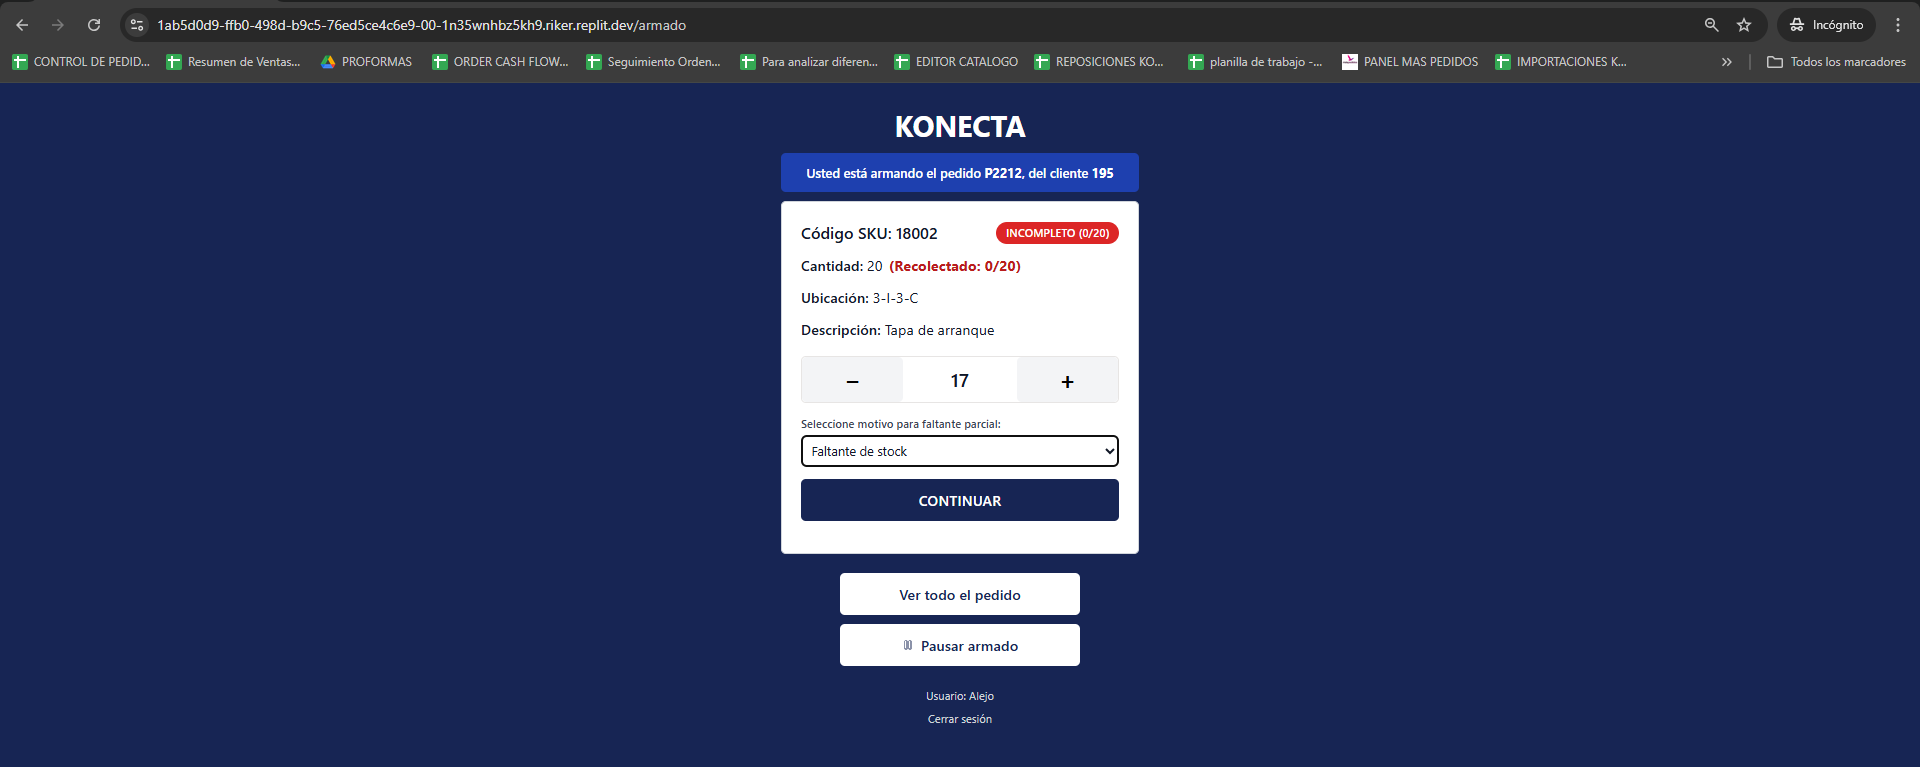 1ab5d0d9-ffb0-498d-b9c5-76ed5ce4c6e9-00-1n35wnhbz5kh9.riker.replit.dev/armado
Incógnito
CONTROL DE PEDID... Resumen de Ventas... PROFORMAS ORDER CASH FLOW... Seguimiento Orden... Para analizar diferen... EDITOR CATALOGO REPOSICIONES KO... planilla de trabajo -... PANEL MAS PEDIDOS IMPORTACIONES K... » Todos los marcadores
KONECTA
Usted está armando el pedido P2212, del cliente 195
Código SKU: 18002 INCOMPLETO (0/20)
Cantidad: 20 (Recolectado: 0/20)
Ubicación: 3-I-3-C
Descripción: Tapa de arranque
− 17 +
Seleccione motivo para faltante parcial:
Faltante de stock
CONTINUAR
Ver todo el pedido
Pausar armado
Usuario: Alejo
Cerrar sesión